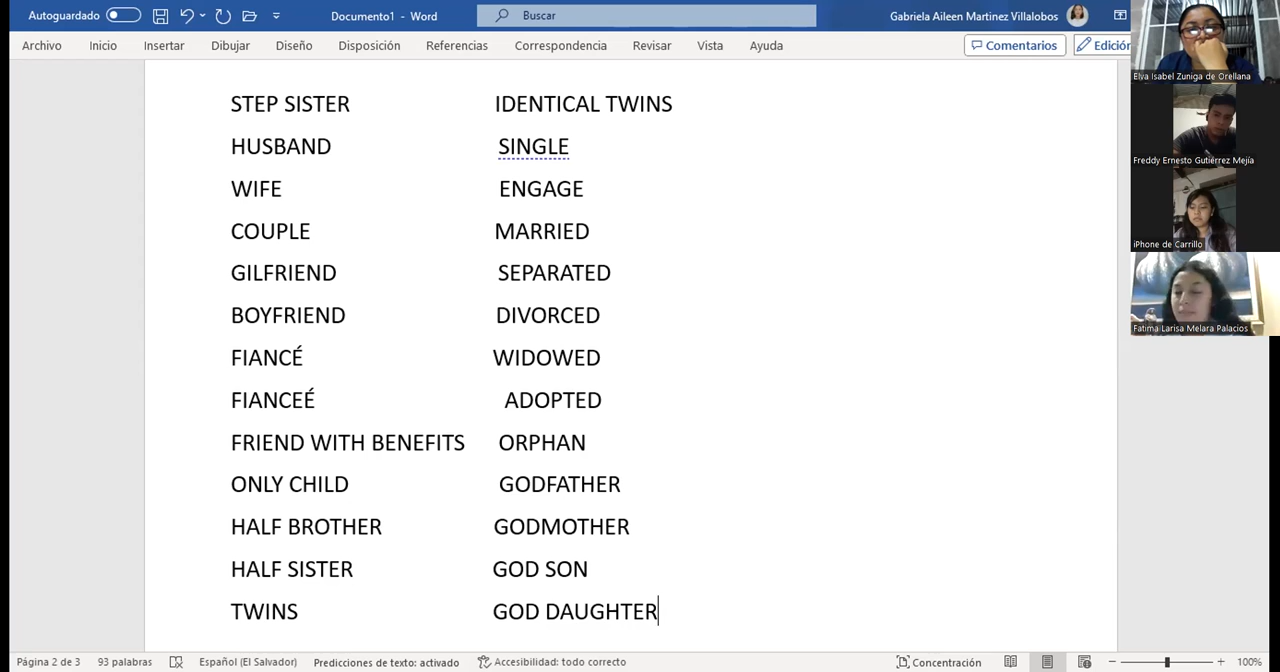 Autoguardado Documento1 - Word Buscar Gabriela Aileen Martinez Villalobos
Archivo Inicio Insertar Dibujar Diseño Disposición Referencias Correspondencia Revisar Vista Ayuda Comentarios Edición
STEP SISTER IDENTICAL TWINS
HUSBAND SINGLE
WIFE ENGAGE
COUPLE MARRIED
GILFRIEND SEPARATED
BOYFRIEND DIVORCED
FIANCÉ WIDOWED
FIANCEÉ ADOPTED
FRIEND WITH BENEFITS ORPHAN
ONLY CHILD GODFATHER
HALF BROTHER GODMOTHER
HALF SISTER GOD SON
TWINS GOD DAUGHTER
Elva Isabel Zuniga de Orellana
Freddy Ernesto Gutiérrez Mejía
iPhone de Carrillo
Fatima Larisa Melara Palacios
Página 2 de 3 93 palabras Español (El Salvador) Predicciones de texto: activado Accesibilidad: todo correcto Concentración 100%